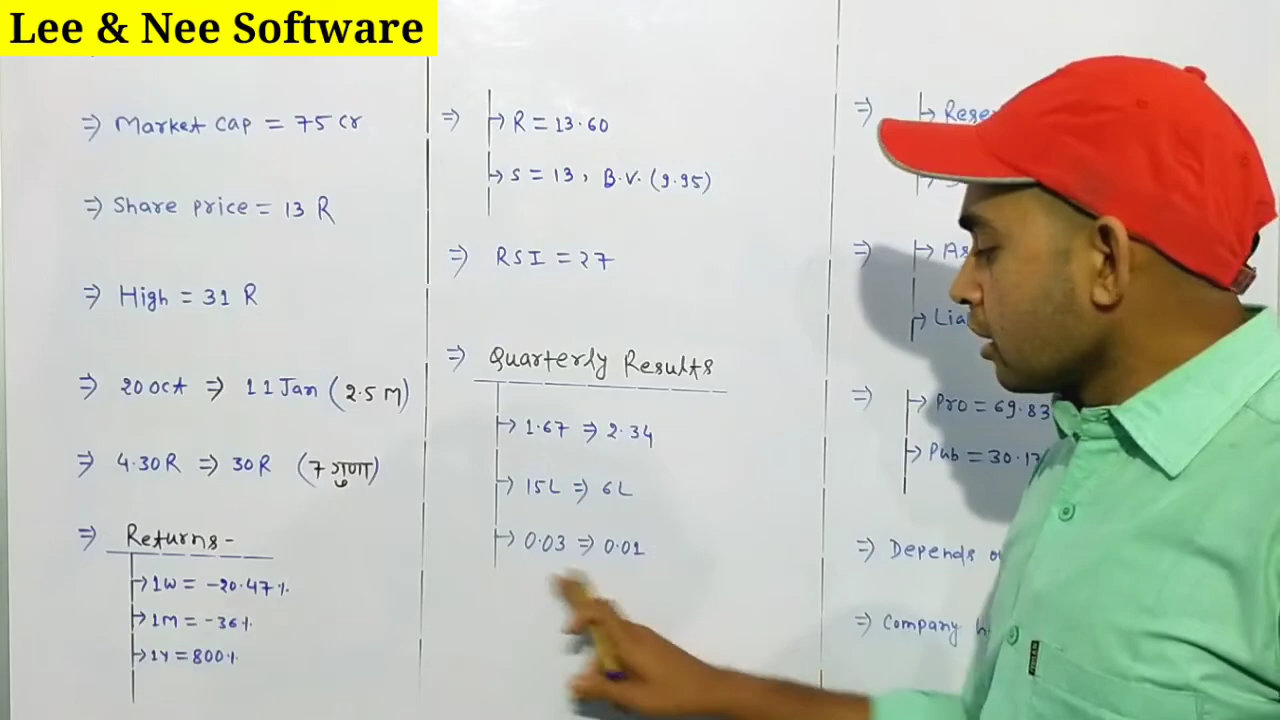 Lee & Nee Software
⇒ Market cap = 75 cr
⇒ Share price = 13 R
⇒ High = 31 R
⇒ 20 Oct ⇒ 11 Jan (2.5 M)
⇒ 4.30 R ⇒ 30 R (7 गुणा)
⇒ Returns-
→ 1W = -20.47%
→ 1M = -36%
→ 1Y = 800%
⇒ → R = 13.60
→ S = 13, B.V. (9.95)
⇒ RSI = 27
⇒ Quarterly Results
→ 1.67 ⇒ 2.34
→ 15L ⇒ 6L
→ 0.03 ⇒ 0.01
⇒ →
⇒ →
→
⇒ → Pro = 69.83
→ Pub = 30.17
⇒ Depends
⇒ Company